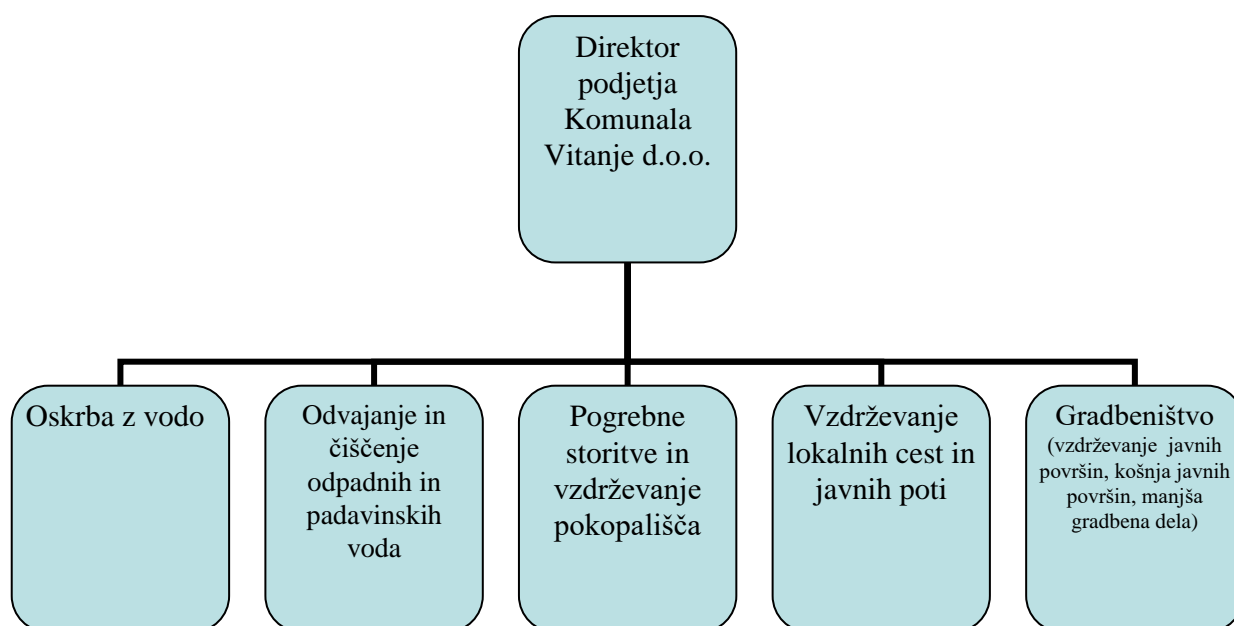 Direktor
podjetja
Komunala
Vitanje d.o.o.
Oskrba z vodo
Odvajanje in
čiščenje
odpadnih in
padavinskih
voda
Pogrebne
storitve in
vzdrževanje
pokopališča
Vzdrževanje
lokalnih cest in
javnih poti
Gradbeništvo
(vzdrževanje javnih
površin, košnja javnih
površin, manjša
gradbena dela)